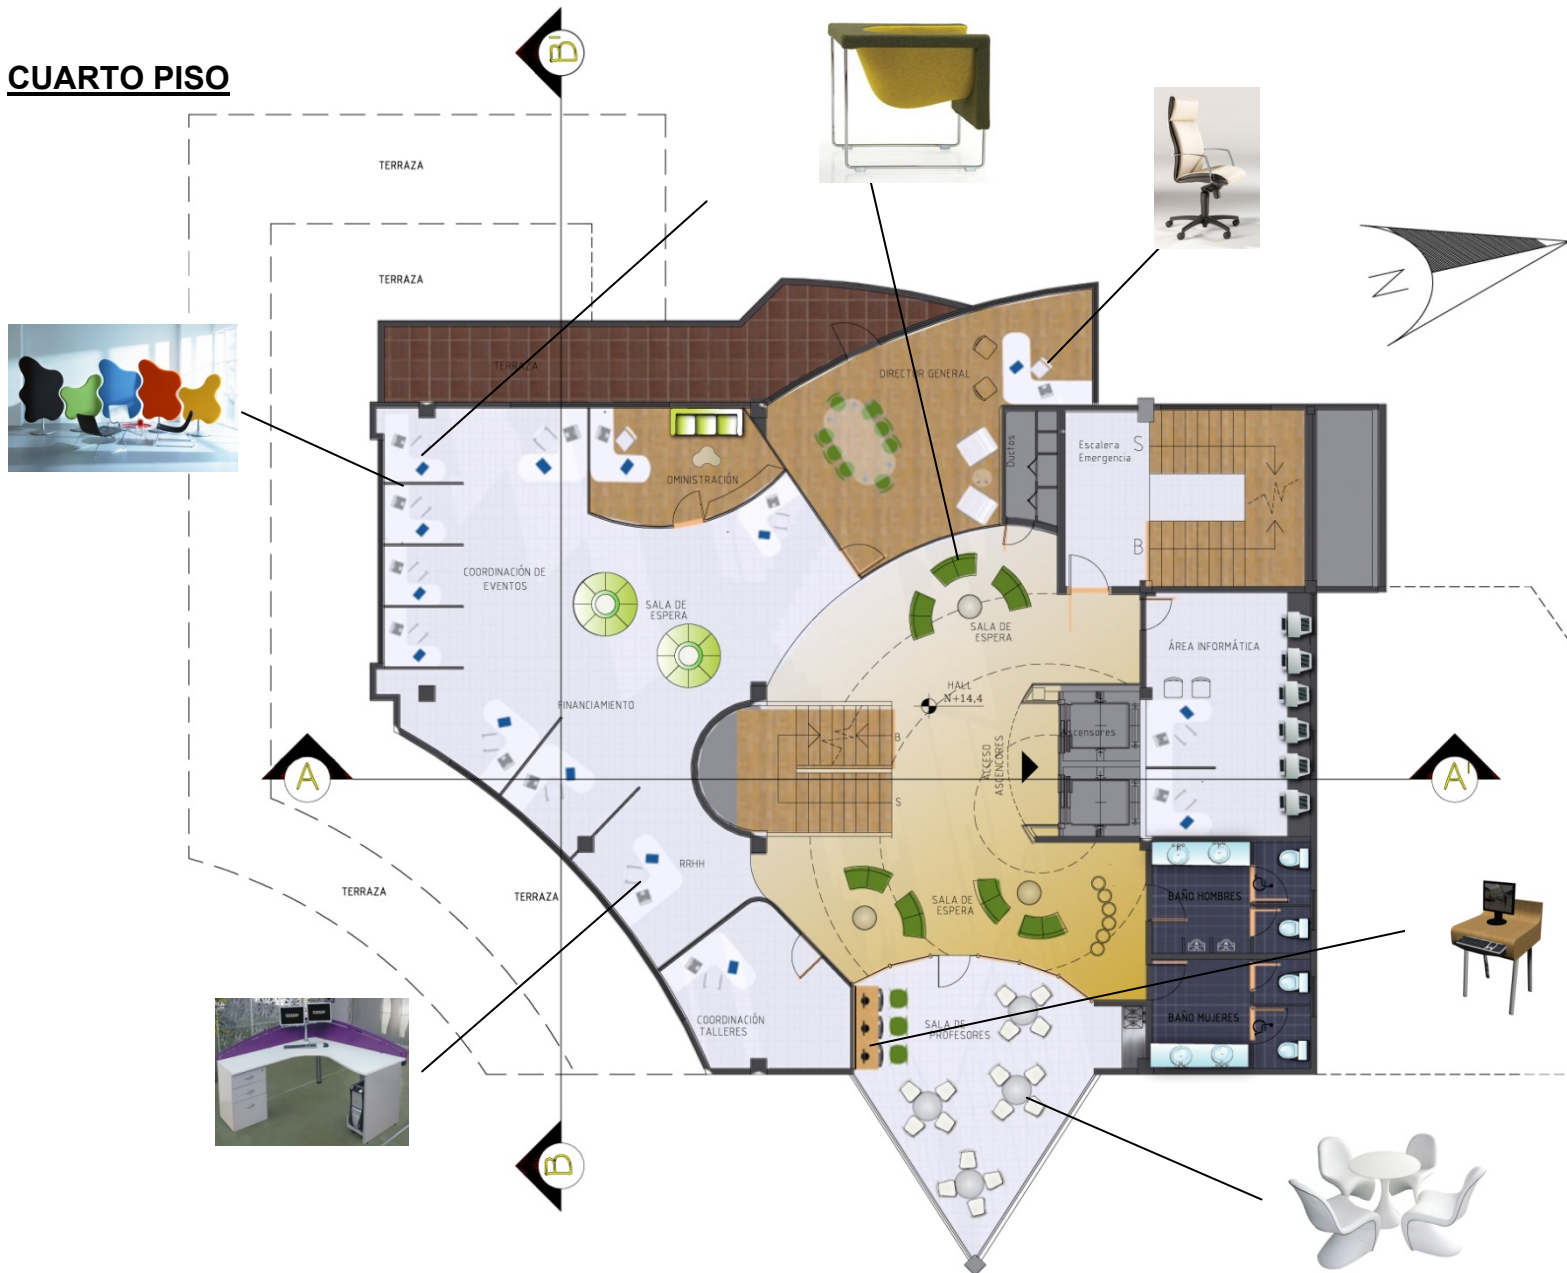 B'
CUARTO PISO
TERRAZA
N
TERRAZA
TERRAZA
DIRECTOR GENERAL
Ductos
Escalera
Emergencia
S
DMINISTRACIÓN
B
COORDINACIÓN DE
EVENTOS
SALA DE
ESPERA
SALA DE
ESPERA
ÁREA INFORMÁTICA
HALL
N+14,4
FINANCIAMIENTO
B
Ascensores
ACCESO
ASCENCORES
A
A'
S
RRHH
TERRAZA
TERRAZA
SALA DE
ESPERA
BAÑO HOMBRES
COORDINACIÓN
TALLERES
SALA DE
PROFESORES
BAÑO MUJERES
B